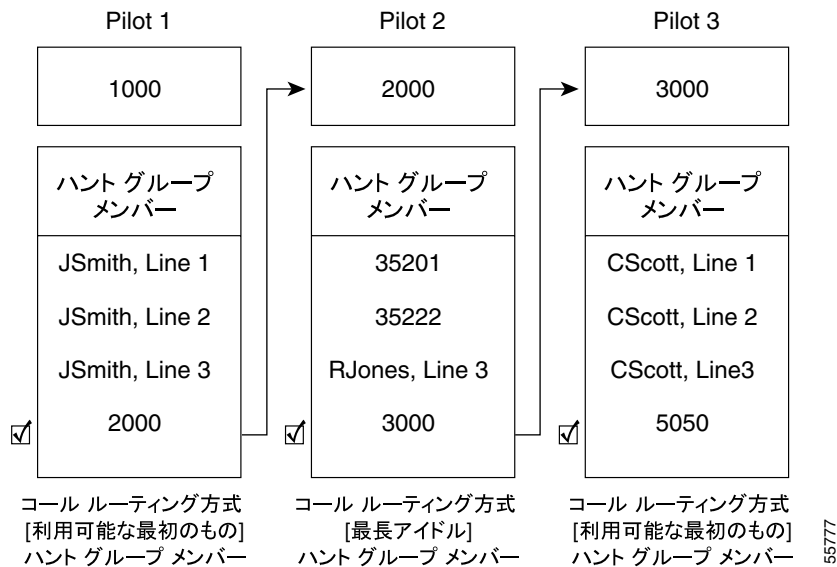 Pilot 1
1000
ハント グループ
メンバー
JSmith, Line 1
JSmith, Line 2
JSmith, Line 3
2000
コール ルーティング方式
[利用可能な最初のもの]
ハント グループ メンバー
Pilot 2
2000
ハント グループ
メンバー
35201
35222
RJones, Line 3
3000
コール ルーティング方式
[最長アイドル]
ハント グループ メンバー
Pilot 3
3000
ハント グループ
メンバー
CScott, Line 1
CScott, Line 2
CScott, Line3
5050
コール ルーティング方式
[利用可能な最初のもの]
ハント グループ メンバー
55777